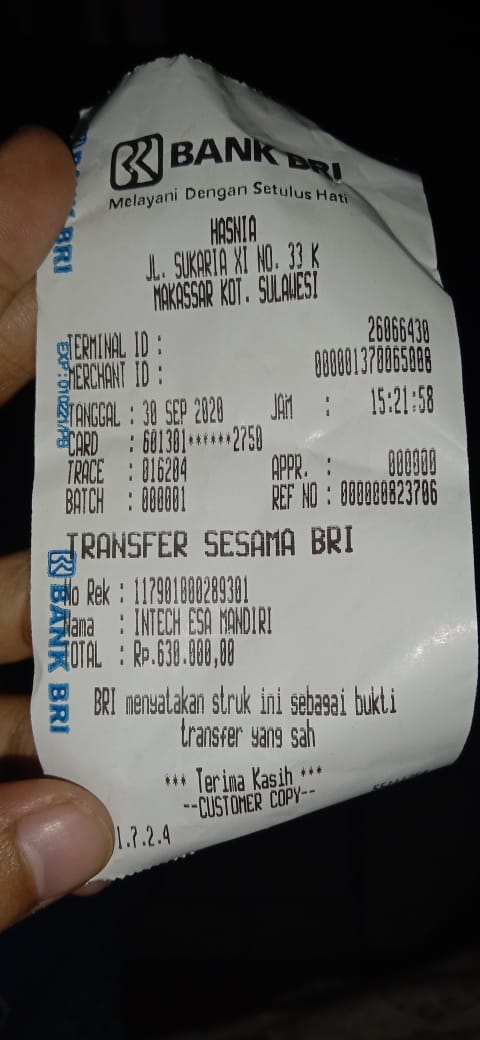 BANK BRI
Melayani Dengan Setulus Hati
HASNIA
JL. SUKARIA XI NO. 33 K
MAKASSAR KOT. SULAWESI
TERMINAL ID : 26066430
MERCHANT ID : 000001370065008
TANGGAL : 30 SEP 2020 JAM : 15:21:58
CARD : 601301******2750
TRACE : 016204 APPR. : 000000
BATCH : 000001 REF NO : 000000823706
TRANSFER SESAMA BRI
No Rek : 117901000289301
Nama : INTECH ESA MANDIRI
TOTAL : Rp.630.000,00
BRI menyatakan struk ini sebagai bukti
transfer yang sah
*** Terima Kasih ***
--CUSTOMER COPY--
1.7.2.4
BANK BRI
EXP:010221/PB
BANK BRI